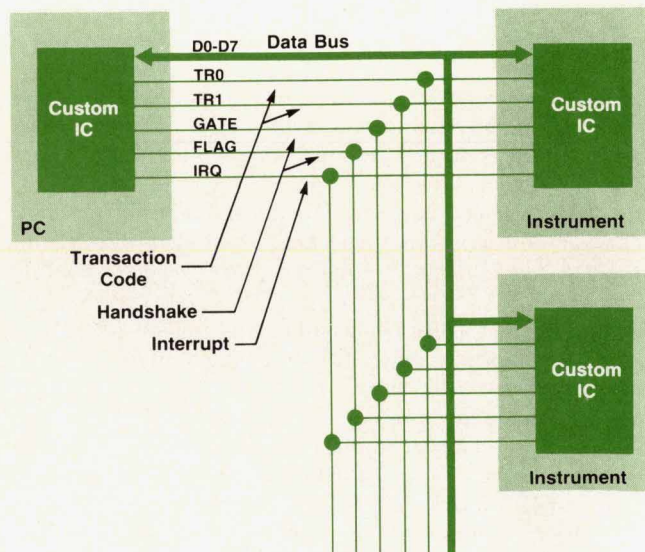 D0-D7 Data Bus
TR0
TR1
GATE
FLAG
IRQ
Custom
IC
PC
Custom
IC
Instrument
Transaction
Code
Handshake
Interrupt
Custom
IC
Instrument